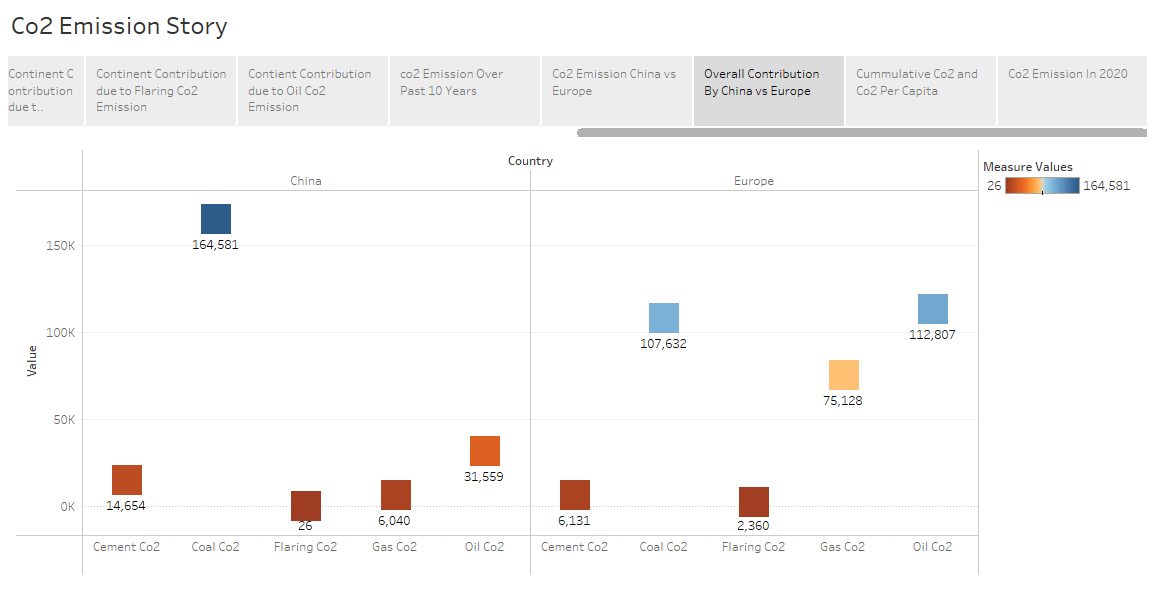 Co2 Emission Story
Continent C
ontribution
due t..
Continent Contribution
due to Flaring Co2
Emission
Contient Contribution
due to Oil Co2
Emission
co2 Emission Over
Past 10 Years
Co2 Emission China vs
Europe
Overall Contribution
By China vs Europe
Cummulative Co2 and
Co2 Per Capita
Co2 Emission In 2020
Country
China
Europe
Measure Values
26
164,581
Value
150K
100K
50K
0K
164,581
14,654
26
6,040
31,559
107,632
112,807
75,128
6,131
2,360
Cement Co2
Coal Co2
Flaring Co2
Gas Co2
Oil Co2
Cement Co2
Coal Co2
Flaring Co2
Gas Co2
Oil Co2